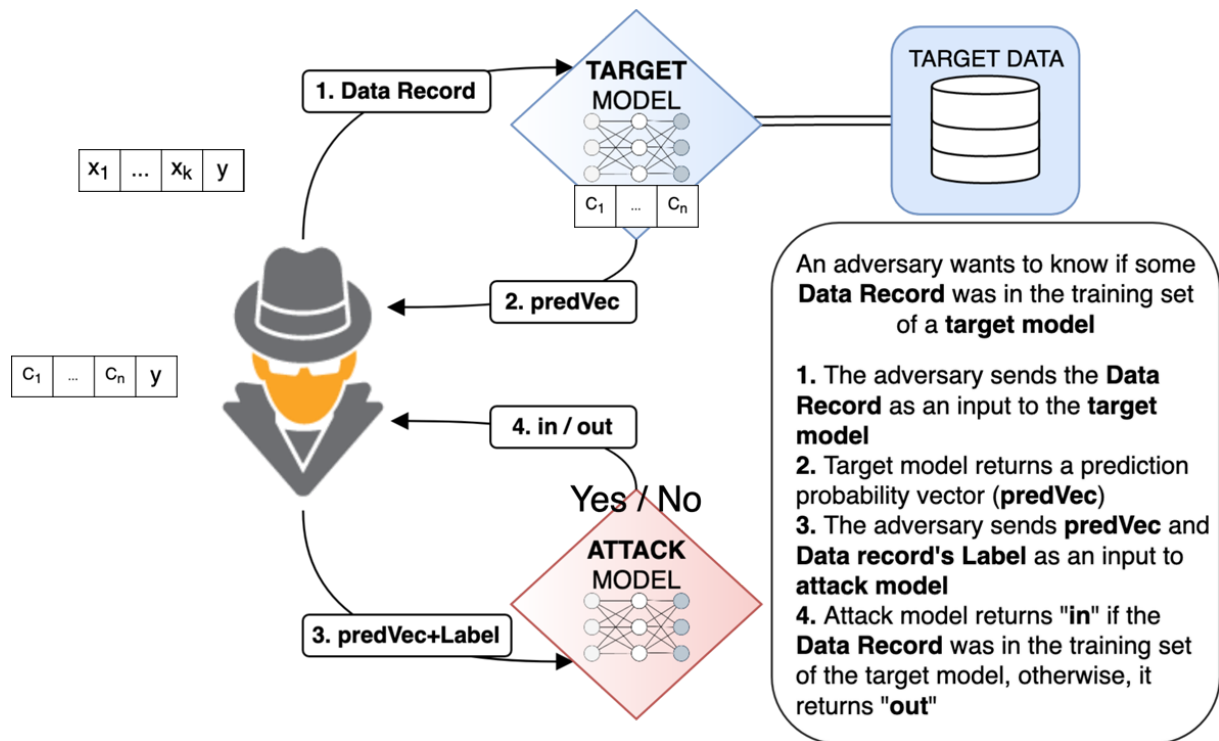 1. Data Record
TARGET
MODEL
TARGET DATA
x1 ... xk y
C1 ... Cn
2. predVec
C1 ... Cn y
4. in / out
Yes / No
ATTACK
MODEL
3. predVec+Label
An adversary wants to know if some
Data Record was in the training set
of a target model
1. The adversary sends the Data
Record as an input to the target
model
2. Target model returns a prediction
probability vector (predVec)
3. The adversary sends predVec and
Data record's Label as an input to
attack model
4. Attack model returns "in" if the
Data Record was in the training set
of the target model, otherwise, it
returns "out"